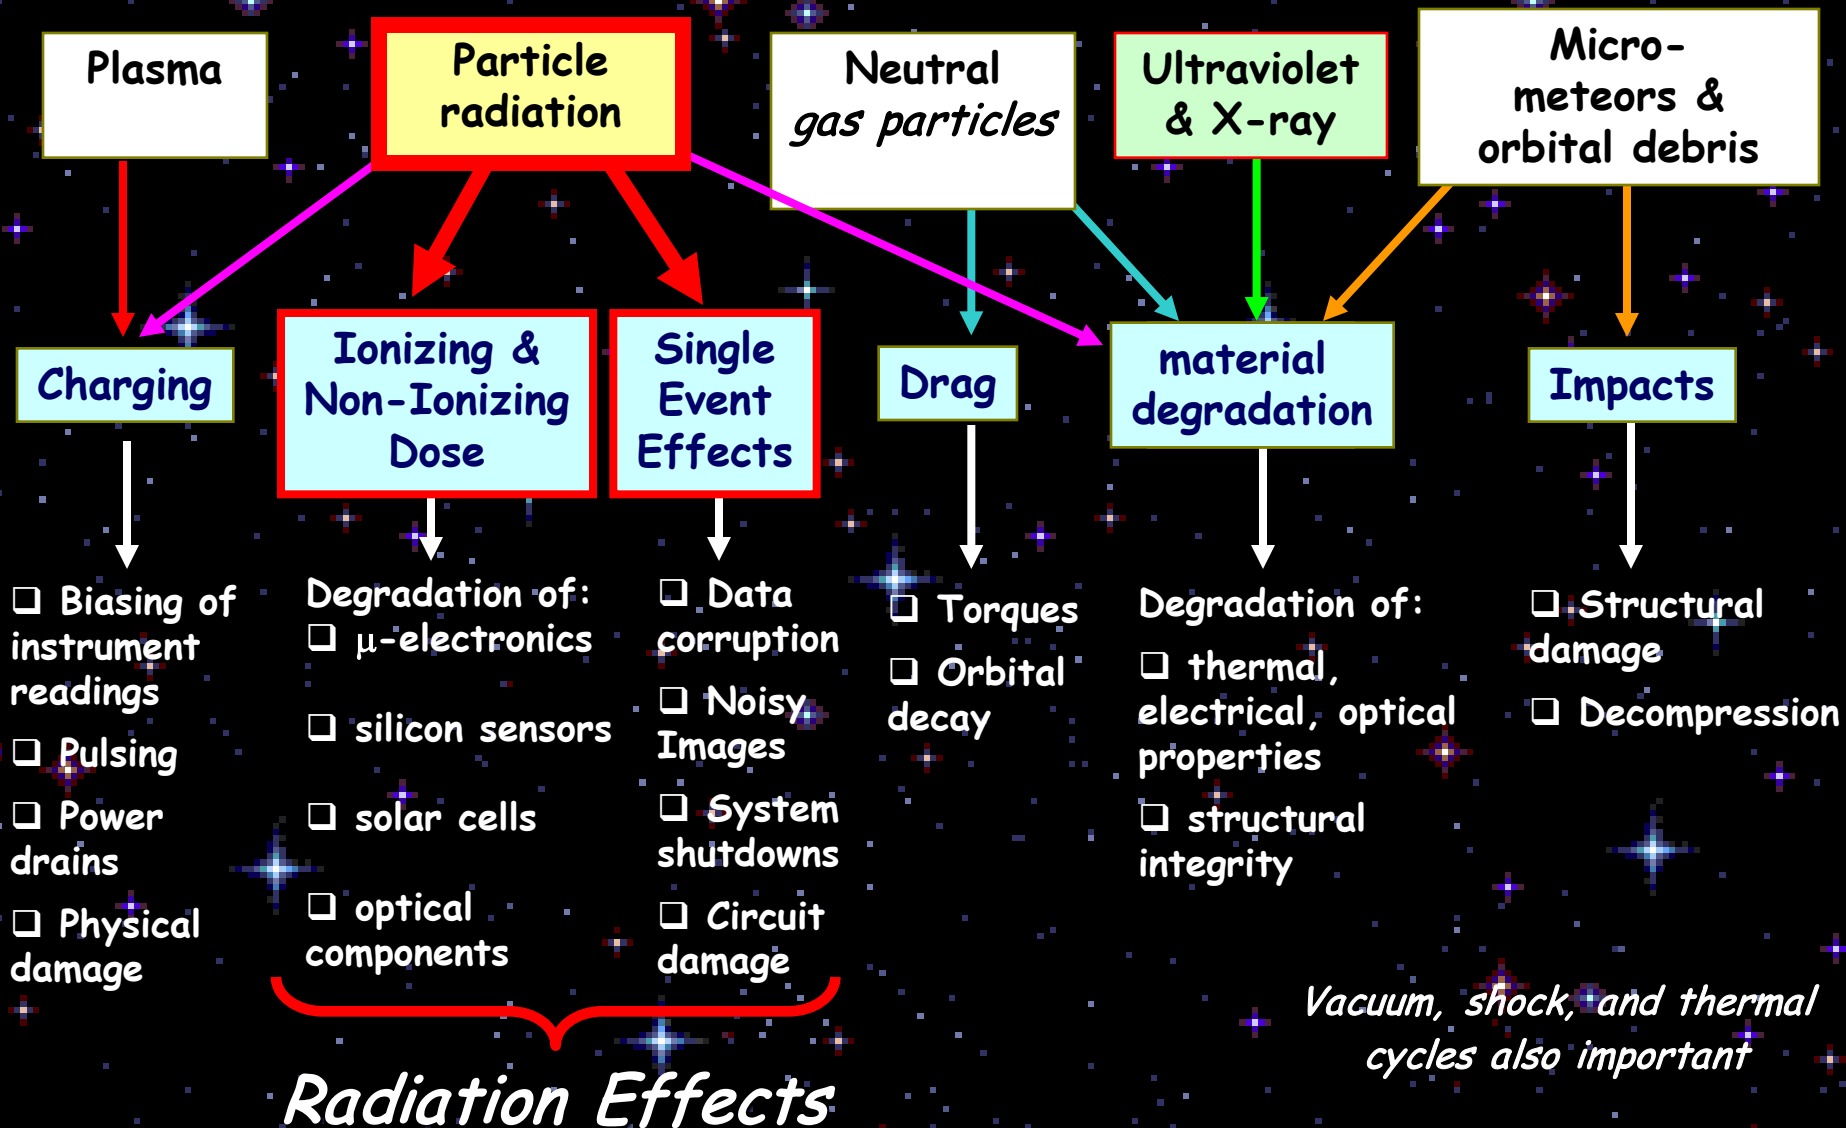 Plasma
Particle
radiation
Neutral
gas particles
Ultraviolet
& X-ray
Micro-
meteors &
orbital debris
Charging
Ionizing &
Non-Ionizing
Dose
Single
Event
Effects
Drag
material
degradation
Impacts
❑ Biasing of
instrument
readings
❑ Pulsing
❑ Power
drains
❑ Physical
damage
Degradation of:
❑ μ-electronics
❑ silicon sensors
❑ solar cells
❑ optical
components
❑ Data
corruption
❑ Noisy
Images
❑ System
shutdowns
❑ Circuit
damage
❑ Torques
❑ Orbital
decay
Degradation of:
❑ thermal,
electrical, optical
properties
❑ structural
integrity
❑ Structural
damage
❑ Decompression
Vacuum, shock, and thermal
cycles also important
Radiation Effects